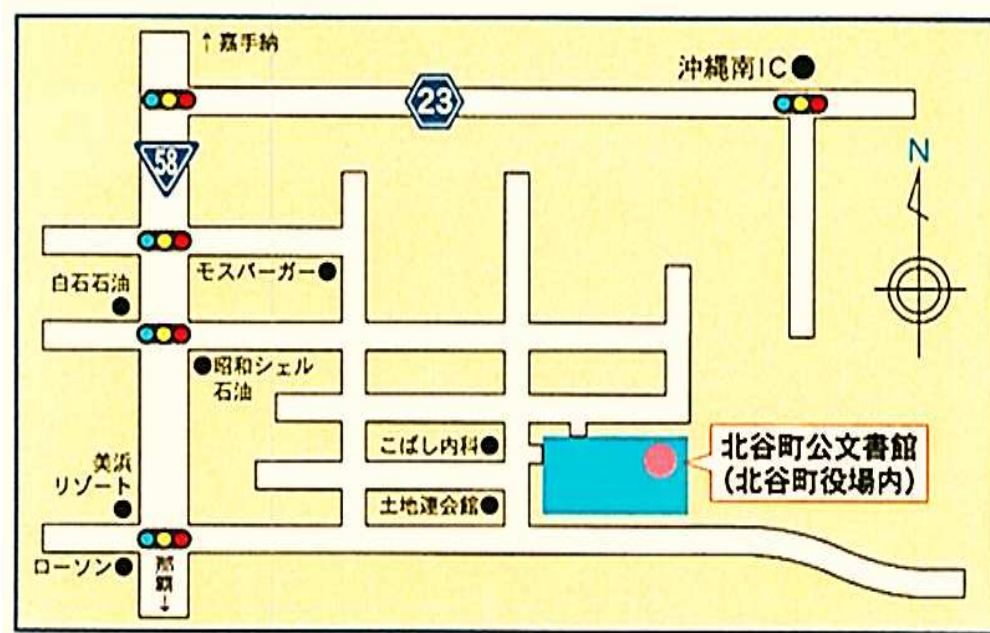 ↑嘉手納
沖縄南IC
23
N
58
モスバーガー
白石石油
昭和シェル
石油
こばし内科
北谷町公文書館
(北谷町役場内)
美浜
リゾート
土地連会館
ローソン
那覇
↓